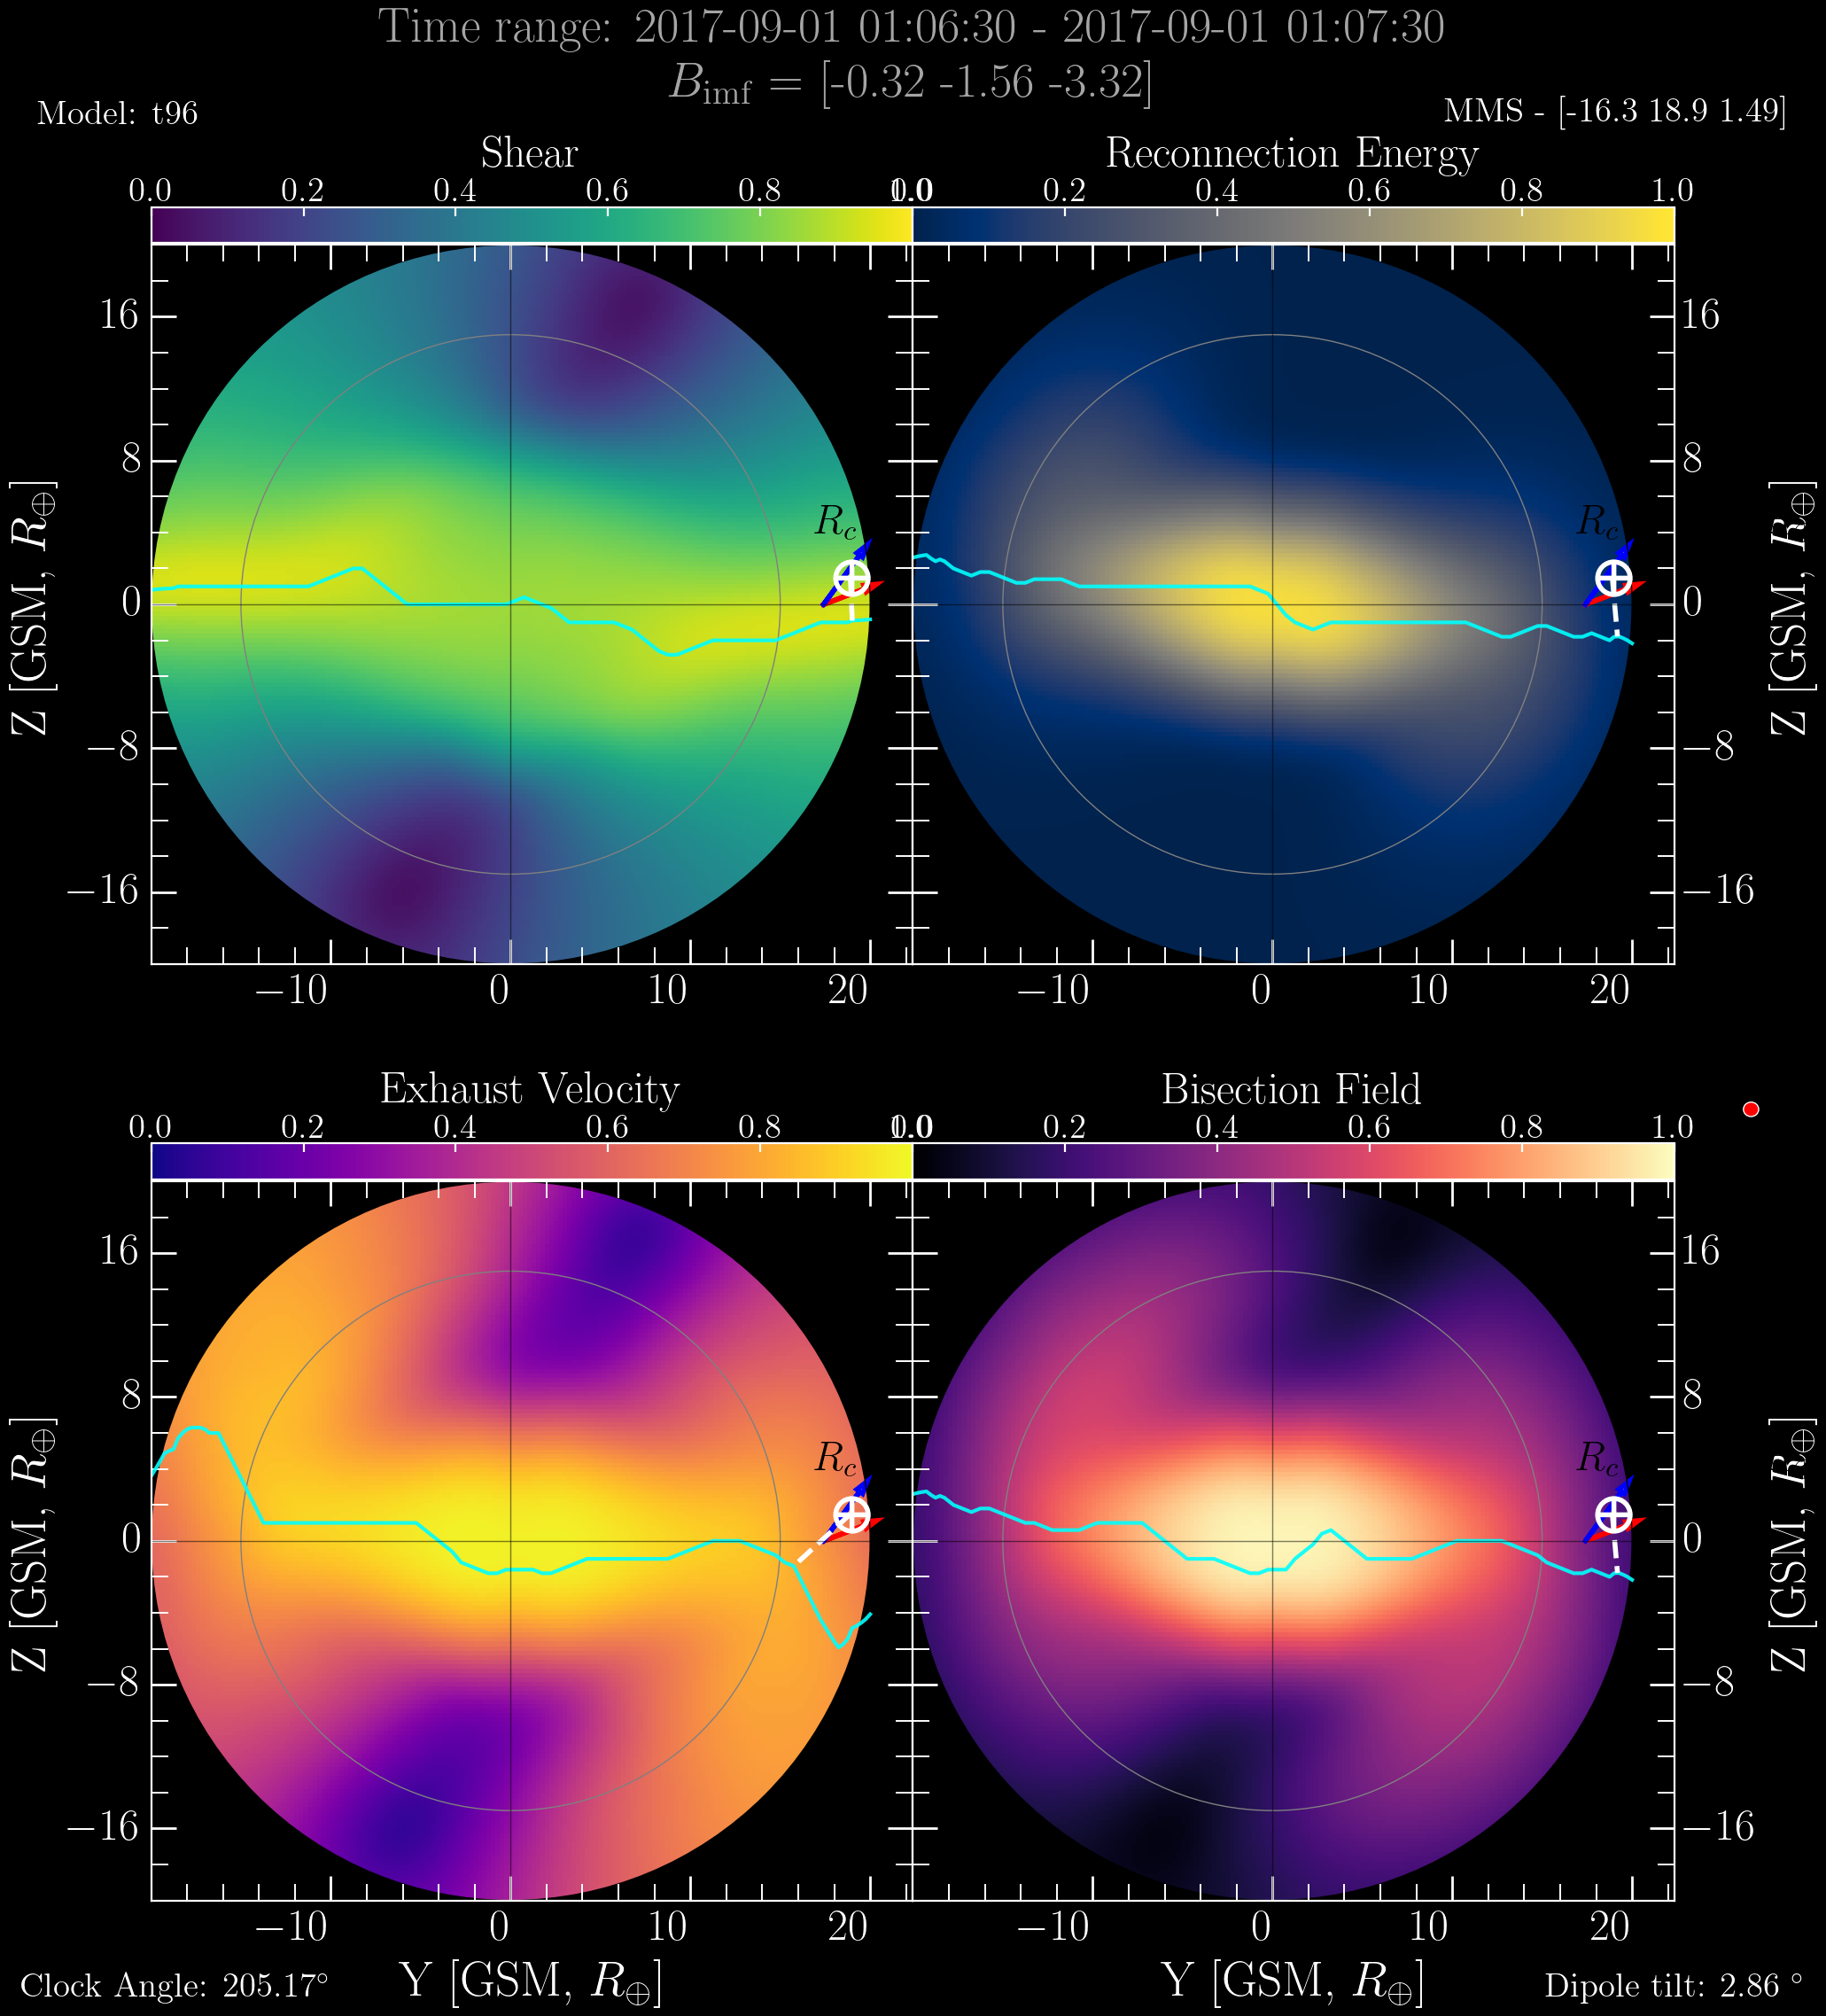 Time range: 2017-09-01 01:06:30 - 2017-09-01 01:07:30
B_imf = [-0.32 -1.56 -3.32]
Model: t96
MMS - [-16.3 18.9 1.49]
Shear
Reconnection Energy
0.0 0.2 0.4 0.6 0.8 1.0
0.0 0.2 0.4 0.6 0.8 1.0
16
8
0
−8
−16
Z [GSM, R⊕]
R_c
R_c
16
8
0
−8
−16
Z [GSM, R⊕]
−10 0 10 20
−10 0 10 20
Exhaust Velocity
Bisection Field
0.0 0.2 0.4 0.6 0.8 1.0
0.0 0.2 0.4 0.6 0.8 1.0
16
8
0
−8
−16
Z [GSM, R⊕]
R_c
R_c
16
8
0
−8
−16
Z [GSM, R⊕]
−10 0 10 20
−10 0 10 20
Y [GSM, R⊕]
Y [GSM, R⊕]
Clock Angle: 205.17°
Dipole tilt: 2.86 °